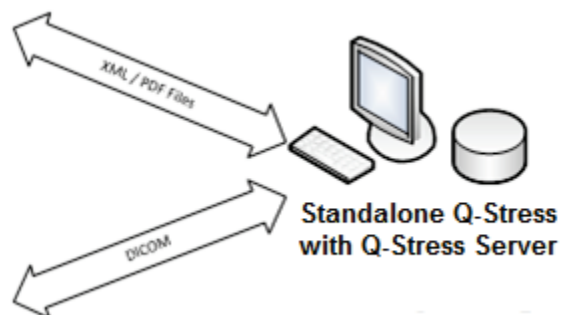 XML / PDF Files
Standalone Q-Stress
with Q-Stress Server
DICOM